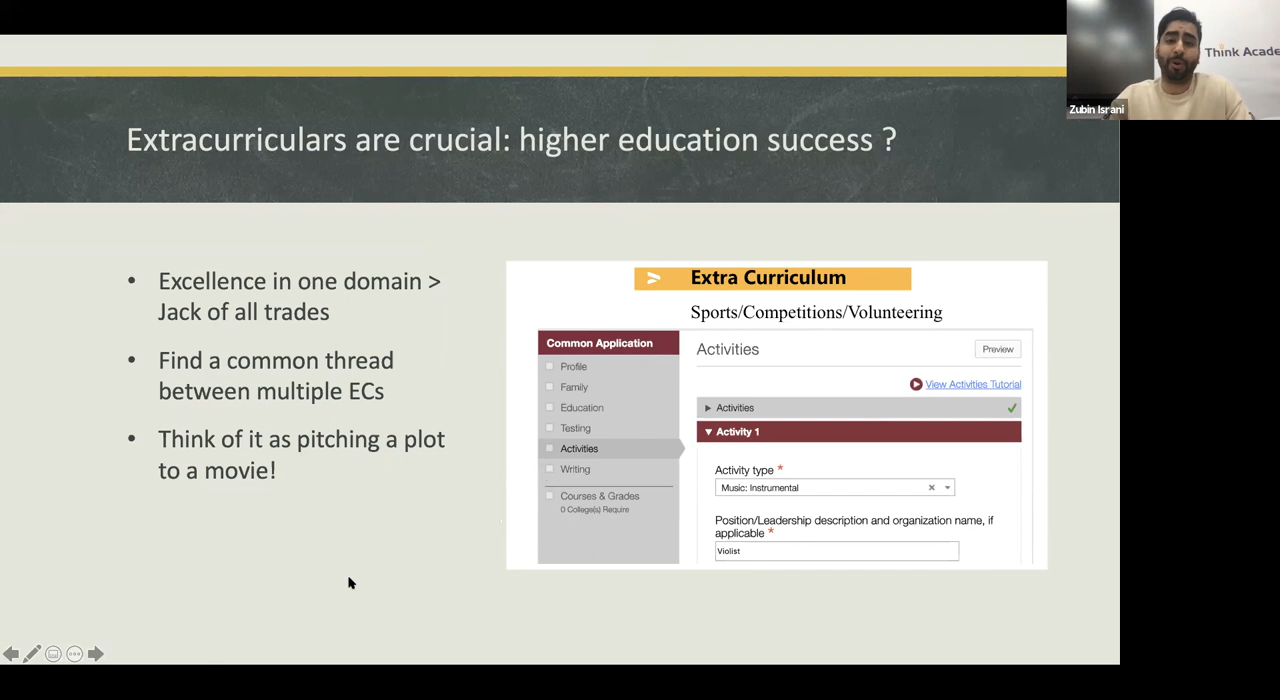 Think Acade
Zubin Israni
Extracurriculars are crucial: higher education success ?
• Excellence in one domain >
Jack of all trades
• Find a common thread
between multiple ECs
• Think of it as pitching a plot
to a movie!
Extra Curriculum
Sports/Competitions/Volunteering
Common Application
Profile
Family
Education
Testing
Activities
Writing
Courses & Grades
0 College(s) Require
Activities
Preview
View Activities Tutorial
Activities
Activity 1
Activity type *
Music: Instrumental
Position/Leadership description and organization name, if
applicable *
Violist